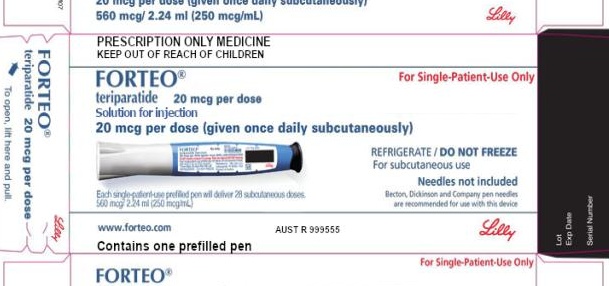 20 mcg per dose (given once daily subcutaneously)
560 mcg/ 2.24 ml (250 mcg/mL)
Lilly
PRESCRIPTION ONLY MEDICINE
KEEP OUT OF REACH OF CHILDREN
FORTEO®
For Single-Patient-Use Only
teriparatide 20 mcg per dose
Solution for injection
20 mcg per dose (given once daily subcutaneously)
REFRIGERATE / DO NOT FREEZE
For subcutaneous use
Needles not included
Becton, Dickinson and Company pen needles
are recommended for use with this device
FORTEO
Each single-patient-use prefilled pen will deliver 28 subcutaneous doses.
560 mcg/ 2.24 ml (250 mcg/mL)
www.forteo.com
AUST R 999555
Lilly
Contains one prefilled pen
For Single-Patient-Use Only
FORTEO®
FORTEO®
teriparatide 20 mcg per dose
To open, lift here and pull.
Lilly
Lot
Exp Date
Serial Number